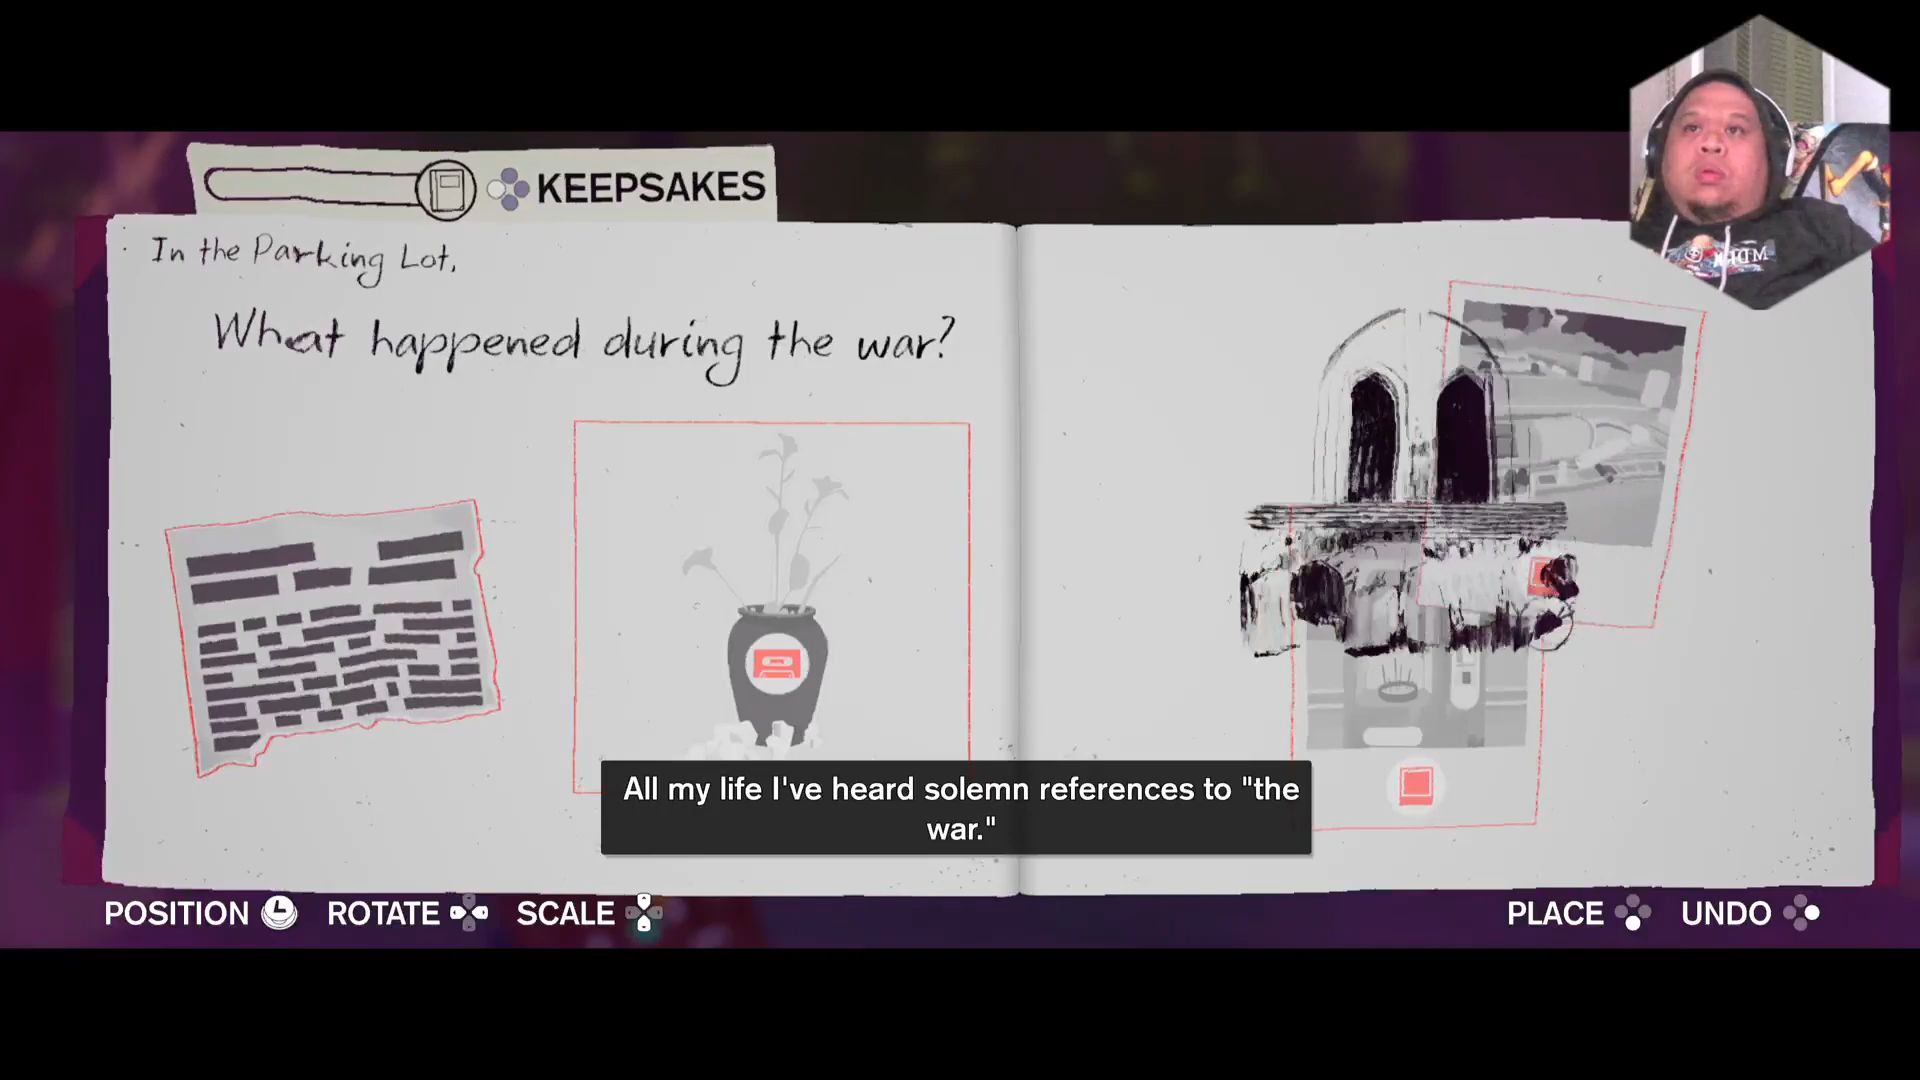 KEEPSAKES
In the Parking Lot,
What happened during the war?
All my life I've heard solemn references to "the
war."
POSITION ROTATE SCALE PLACE UNDO